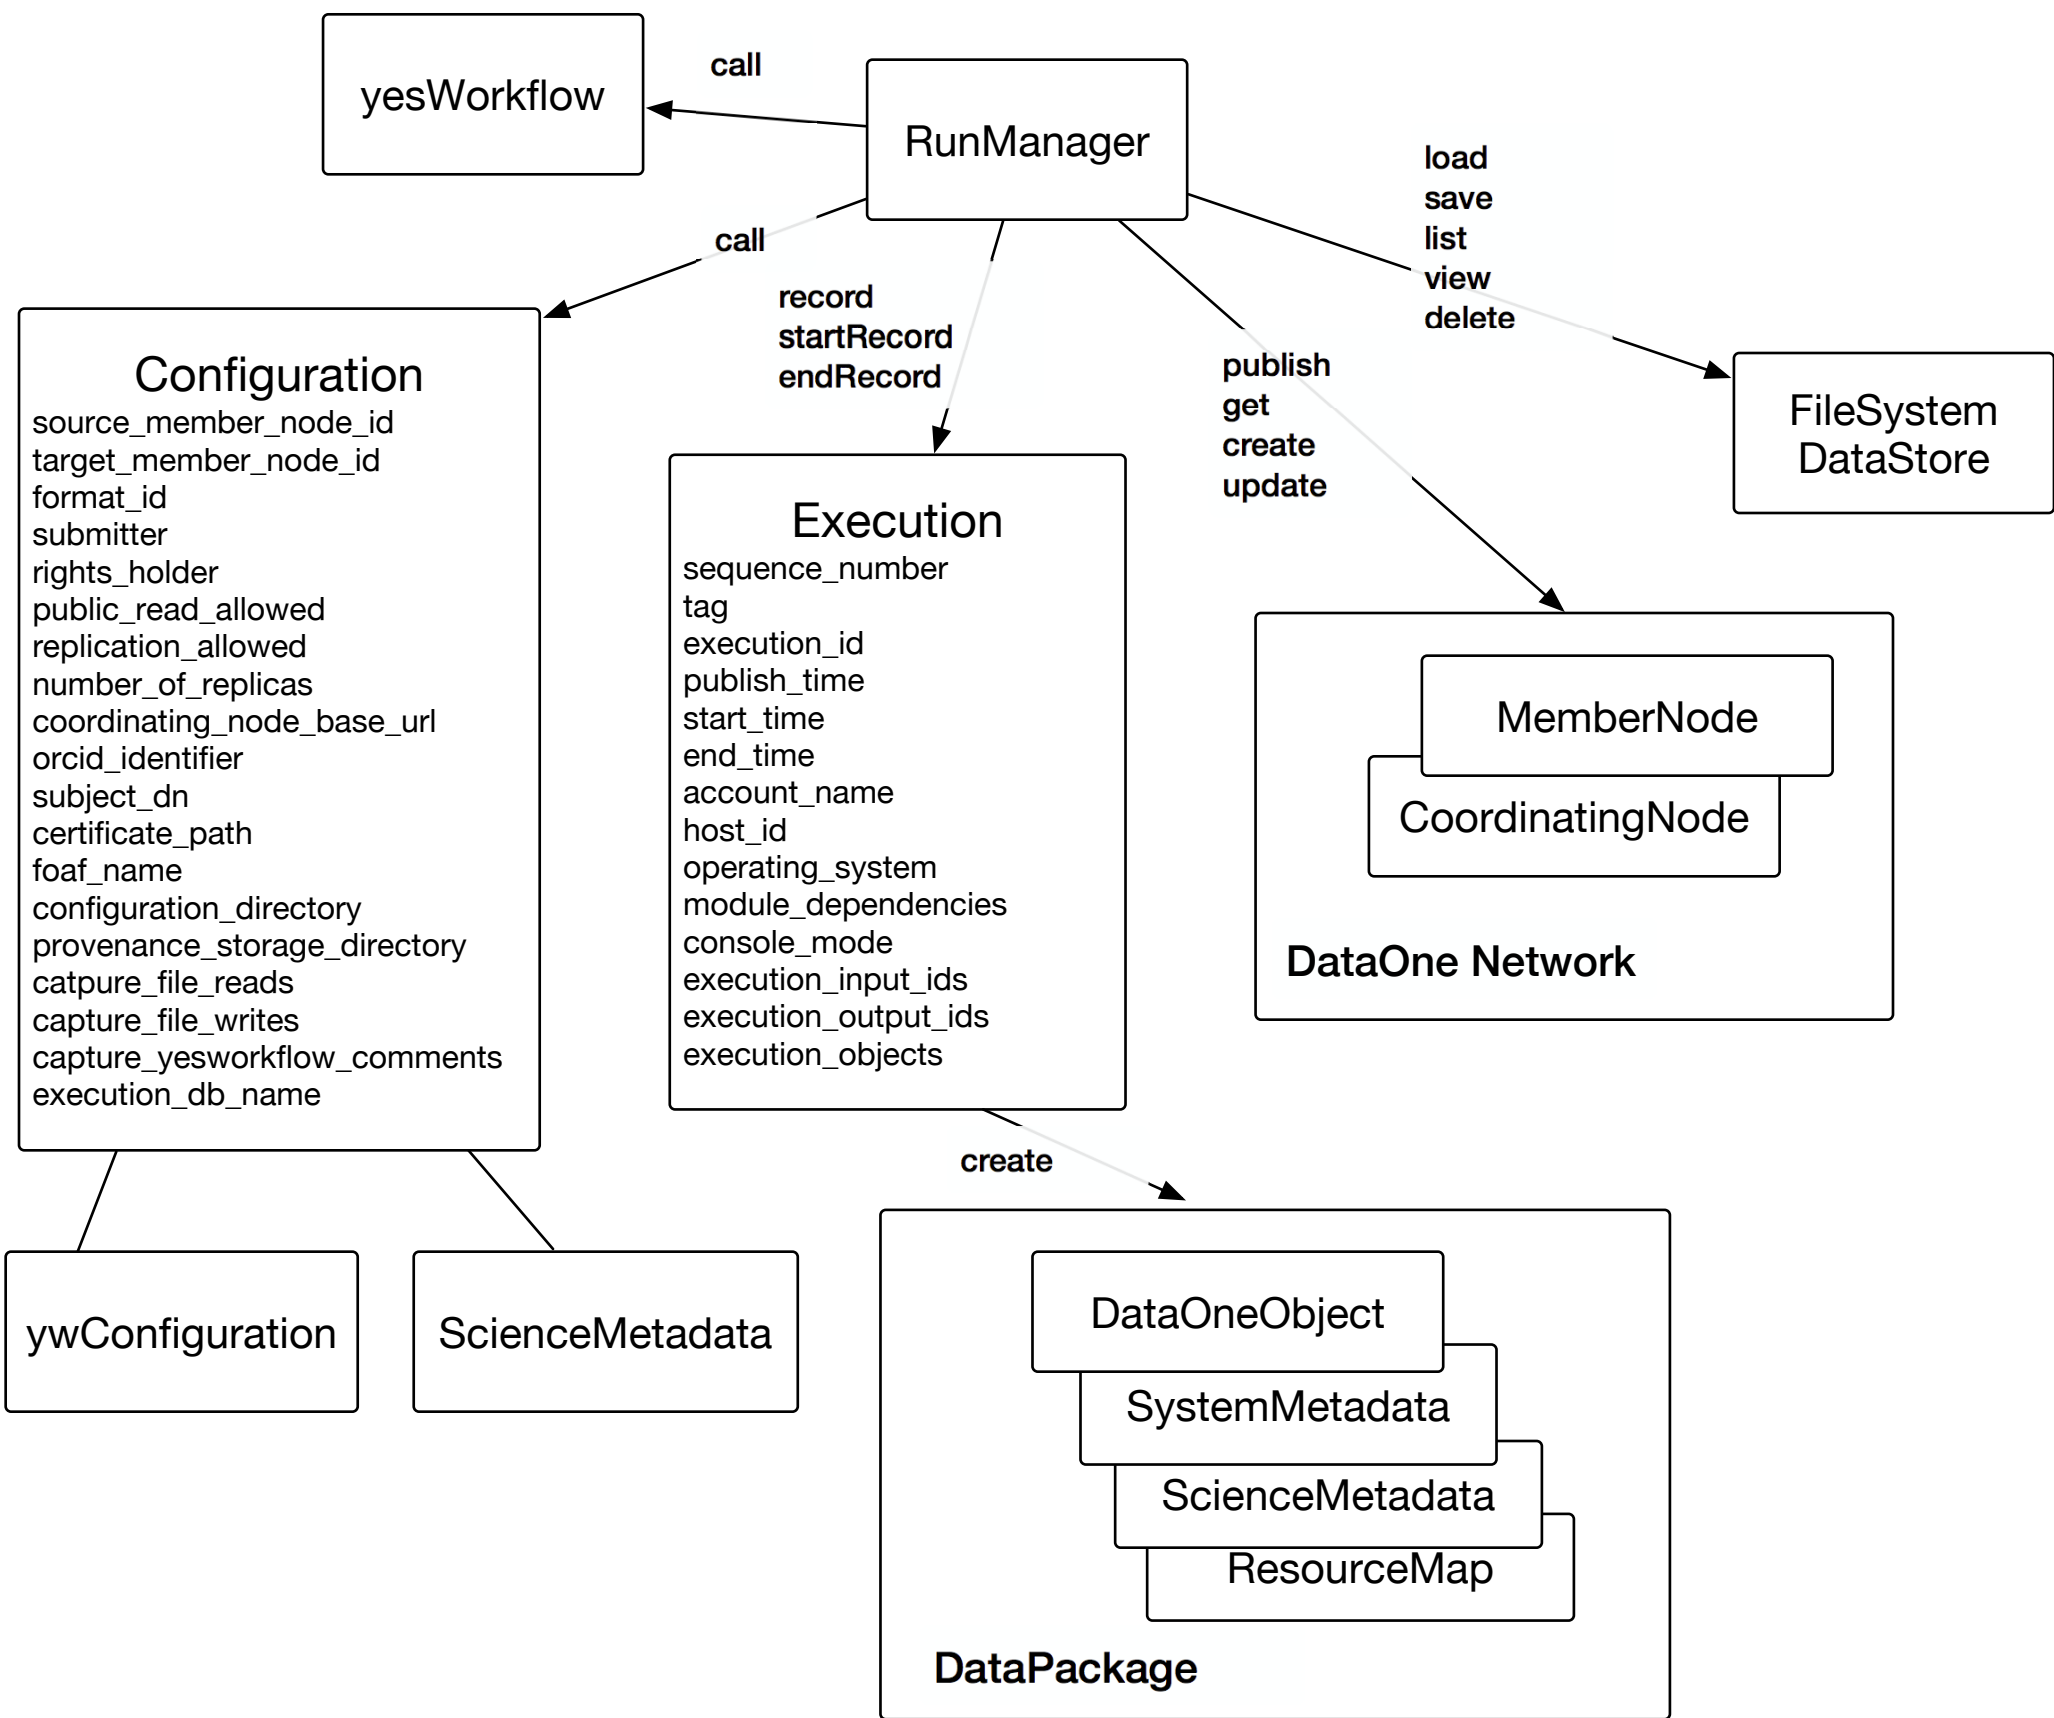 yesWorkflow
call
RunManager
call
load
save
list
view
delete
record
startRecord
endRecord
publish
get
create
update
FileSystem
DataStore
Configuration
source_member_node_id
target_member_node_id
format_id
submitter
rights_holder
public_read_allowed
replication_allowed
number_of_replicas
coordinating_node_base_url
orcid_identifier
subject_dn
certificate_path
foaf_name
configuration_directory
provenance_storage_directory
catpure_file_reads
capture_file_writes
capture_yesworkflow_comments
execution_db_name
Execution
sequence_number
tag
execution_id
publish_time
start_time
end_time
account_name
host_id
operating_system
module_dependencies
console_mode
execution_input_ids
execution_output_ids
execution_objects
MemberNode
CoordinatingNode
DataOne Network
create
ywConfiguration
ScienceMetadata
DataOneObject
SystemMetadata
ScienceMetadata
ResourceMap
DataPackage